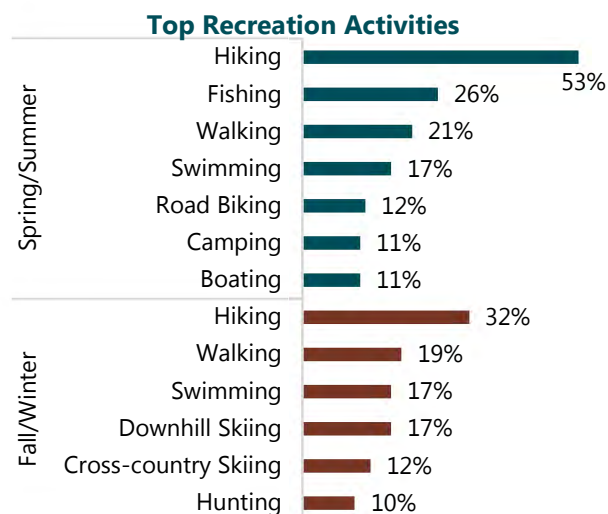 Top Recreation Activities
Spring/Summer
Hiking 53%
Fishing 26%
Walking 21%
Swimming 17%
Road Biking 12%
Camping 11%
Boating 11%
Fall/Winter
Hiking 32%
Walking 19%
Swimming 17%
Downhill Skiing 17%
Cross-country Skiing 12%
Hunting 10%